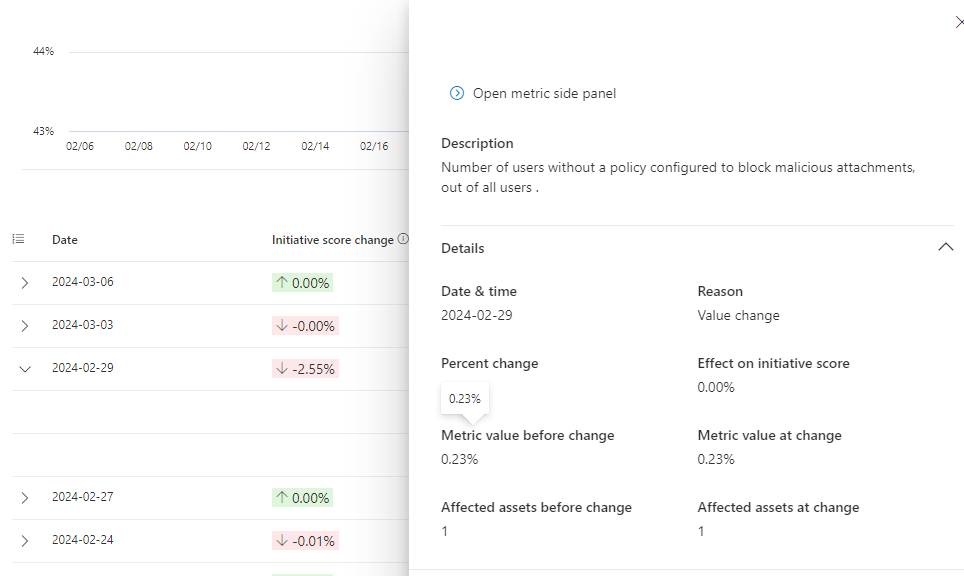 44%
43%
02/06 02/08 02/10 02/12 02/14 02/16
Date Initiative score change
2024-03-06 0.00%
2024-03-03 -0.00%
2024-02-29 -2.55%
2024-02-27 0.00%
2024-02-24 -0.01%
Open metric side panel
Description
Number of users without a policy configured to block malicious attachments,
out of all users .
Details
Date & time Reason
2024-02-29 Value change
Percent change Effect on initiative score
0.23% 0.00%
Metric value before change Metric value at change
0.23% 0.23%
Affected assets before change Affected assets at change
1 1